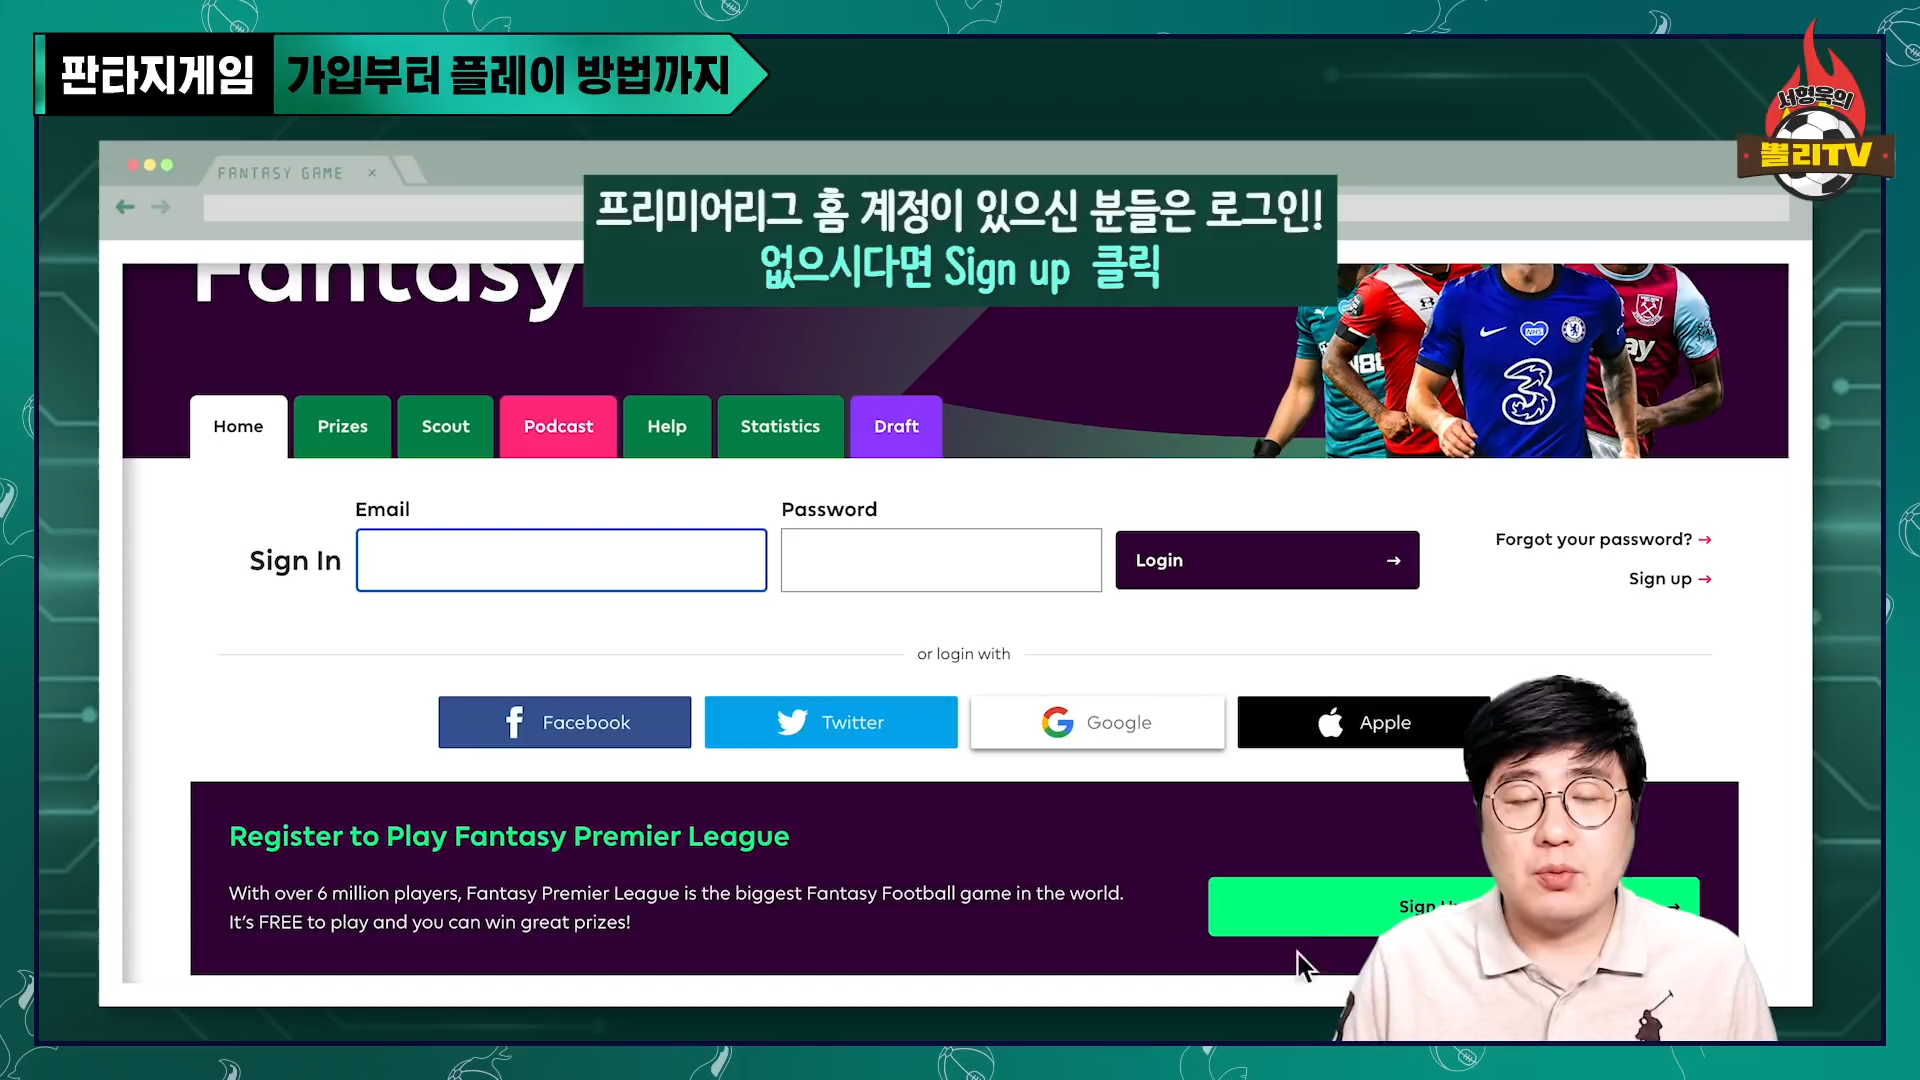 판타지게임 가입부터 플레이 방법까지
서형욱의
뽈리TV
FANTASY GAME ×
프리미어리그 홈 계정이 있으신 분들은 로그인!
없으시다면 Sign up 클릭
Fantasy
NHS
3
Home Prizes Scout Podcast Help Statistics Draft
Email
Password
Sign In
Login →
Forgot your password? →
Sign up →
or login with
Facebook
Twitter
Google
Apple
Register to Play Fantasy Premier League
With over 6 million players, Fantasy Premier League is the biggest Fantasy Football game in the world.
It's FREE to play and you can win great prizes!
Sign